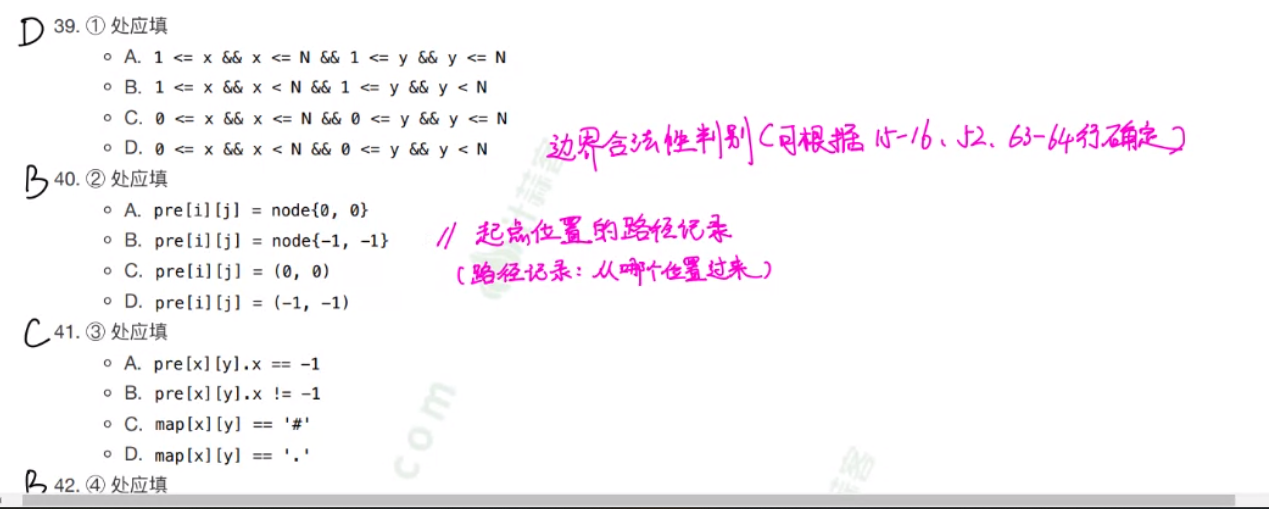 D 39. ① 处应填
A. 1 <= x && x <= N && 1 <= y && y <= N
B. 1 <= x && x < N && 1 <= y && y < N
C. 0 <= x && x <= N && 0 <= y && y <= N
D. 0 <= x && x < N && 0 <= y && y < N
边界合法性判别(可根据 15-16、52、63-64行确定)
B 40. ② 处应填
A. pre[i][j] = node{0, 0}
B. pre[i][j] = node{-1, -1}
// 起点位置的路径记录
C. pre[i][j] = (0, 0)
(路径记录: 从哪个位置过来)
D. pre[i][j] = (-1, -1)
C 41. ③ 处应填
A. pre[x][y].x == -1
B. pre[x][y].x != -1
C. map[x][y] == '#'
D. map[x][y] == '.'
com
B 42. ④ 处应填
蒜客